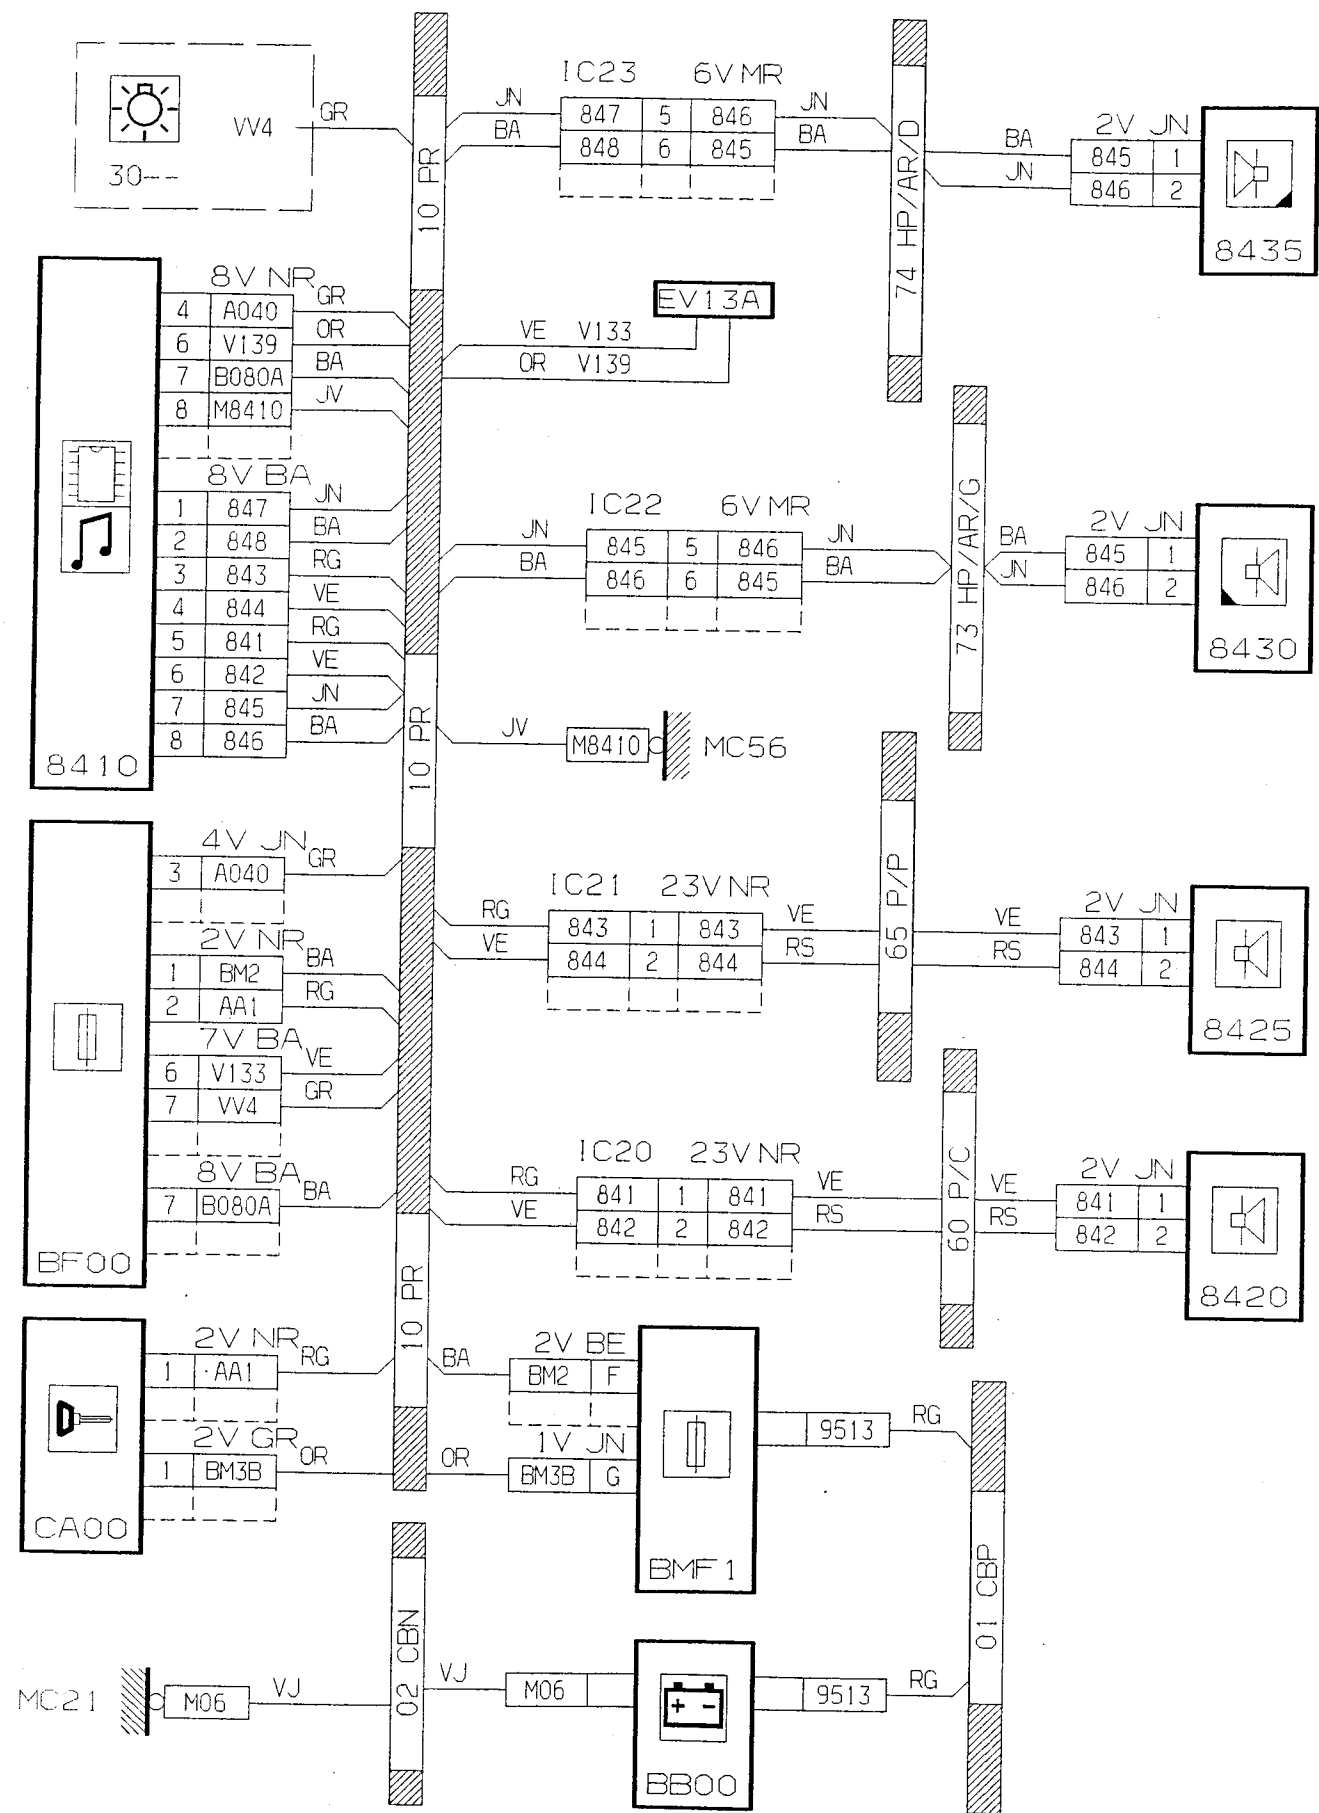 VV4
GR
30--
10 PR
JN
BA
IC23 6V MR
847 5 846
848 6 845
JN
BA
74 HP/AR/D
BA
JN
2V JN
845 1
846 2
8435
8410
8V NR
4 A040 GR
6 V139 OR
7 B080A BA
8 M8410 JV
8V BA
1 847 JN
2 848 BA
3 843 RG
4 844 VE
5 841 RG
6 842 VE
7 845 JN
8 846 BA
EV13A
VE V133
OR V139
JN
BA
IC22 6V MR
845 5 846
846 6 845
JN
BA
73 HP/AR/G
BA
JN
2V JN
845 1
846 2
8430
10 PR
JV
M8410
MC56
BF00
4V JN
3 A040 GR
2V NR
1 BM2 BA
2 AA1 RG
7V BA
6 V133 VE
7 VV4 GR
8V BA
7 B080A BA
RG
VE
IC21 23V NR
843 1 843
844 2 844
VE
RS
65 P/P
VE
RS
2V JN
843 1
844 2
8425
RG
VE
IC20 23V NR
841 1 841
842 2 842
VE
RS
60 P/C
VE
RS
2V JN
841 1
842 2
8420
10 PR
CA00
2V NR
1 AA1 RG
2V GR
1 BM3B OR
BA
2V BE
BM2 F
OR
1V JN
BM3B G
BMF1
9513
RG
01 CBP
MC21
M06
VJ
02 CBN
VJ
M06
+ -
BB00
9513
RG